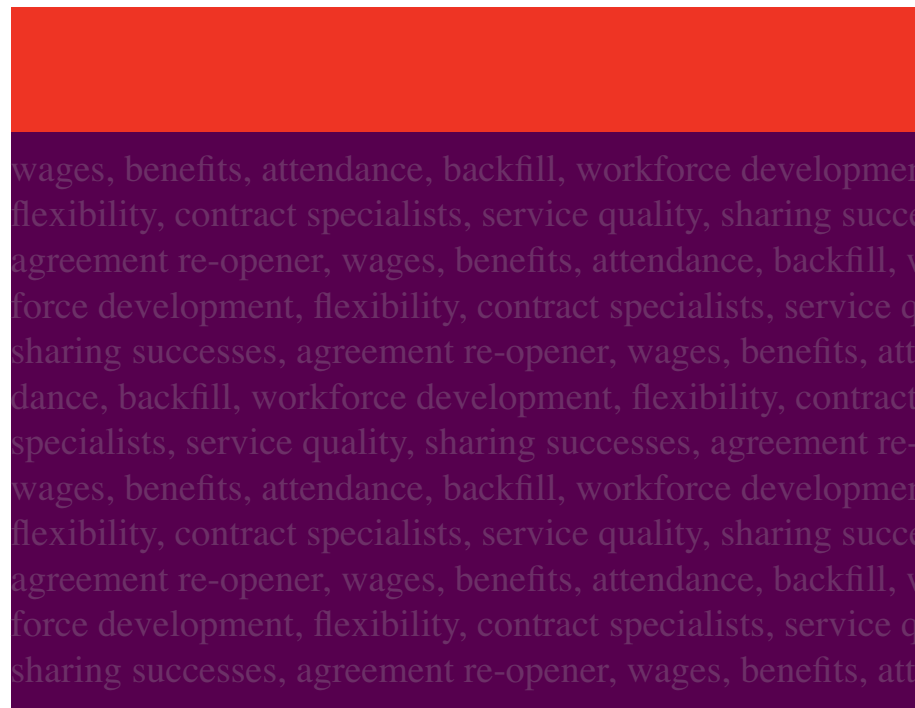 wages, benefits, attendance, backfill, workforce developmen
flexibility, contract specialists, service quality, sharing succe
agreement re-opener, wages, benefits, attendance, backfill, w
force development, flexibility, contract specialists, service q
sharing successes, agreement re-opener, wages, benefits, att
dance, backfill, workforce development, flexibility, contract
specialists, service quality, sharing successes, agreement re-
wages, benefits, attendance, backfill, workforce developmen
flexibility, contract specialists, service quality, sharing succe
agreement re-opener, wages, benefits, attendance, backfill, w
force development, flexibility, contract specialists, service q
sharing successes, agreement re-opener, wages, benefits, att